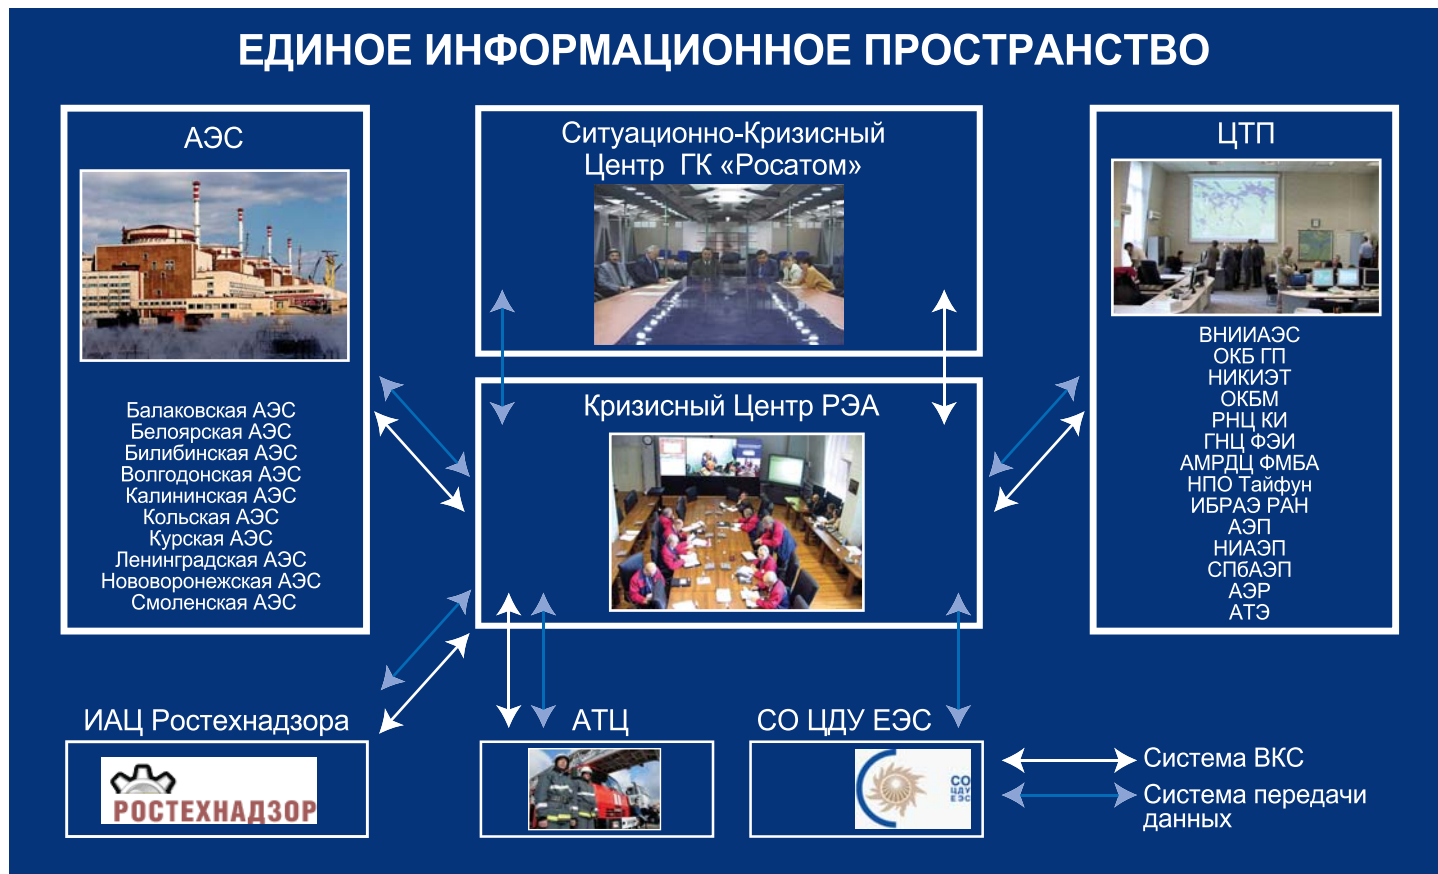 ЕДИНОЕ ИНФОРМАЦИОННОЕ ПРОСТРАНСТВО
АЭС
Балаковская АЭС
Белоярская АЭС
Билибинская АЭС
Волгодонская АЭС
Калининская АЭС
Кольская АЭС
Курская АЭС
Ленинградская АЭС
Нововоронежская АЭС
Смоленская АЭС
Ситуационно-Кризисный
Центр ГК «Росатом»
Кризисный Центр РЭА
ЦТП
ВНИИАЭС
ОКБ ГП
НИКИЭТ
ОКБМ
РНЦ КИ
ГНЦ ФЭИ
АМРДЦ ФМБА
НПО Тайфун
ИБРАЭ РАН
АЭП
НИАЭП
СПбАЭП
АЭР
АТЭ
ИАЦ Ростехнадзора
РОСТЕХНАДЗОР
АТЦ
СО ЦДУ ЕЭС
СО
ЦДУ
ЕЭС
Система ВКС
Система передачи
данных